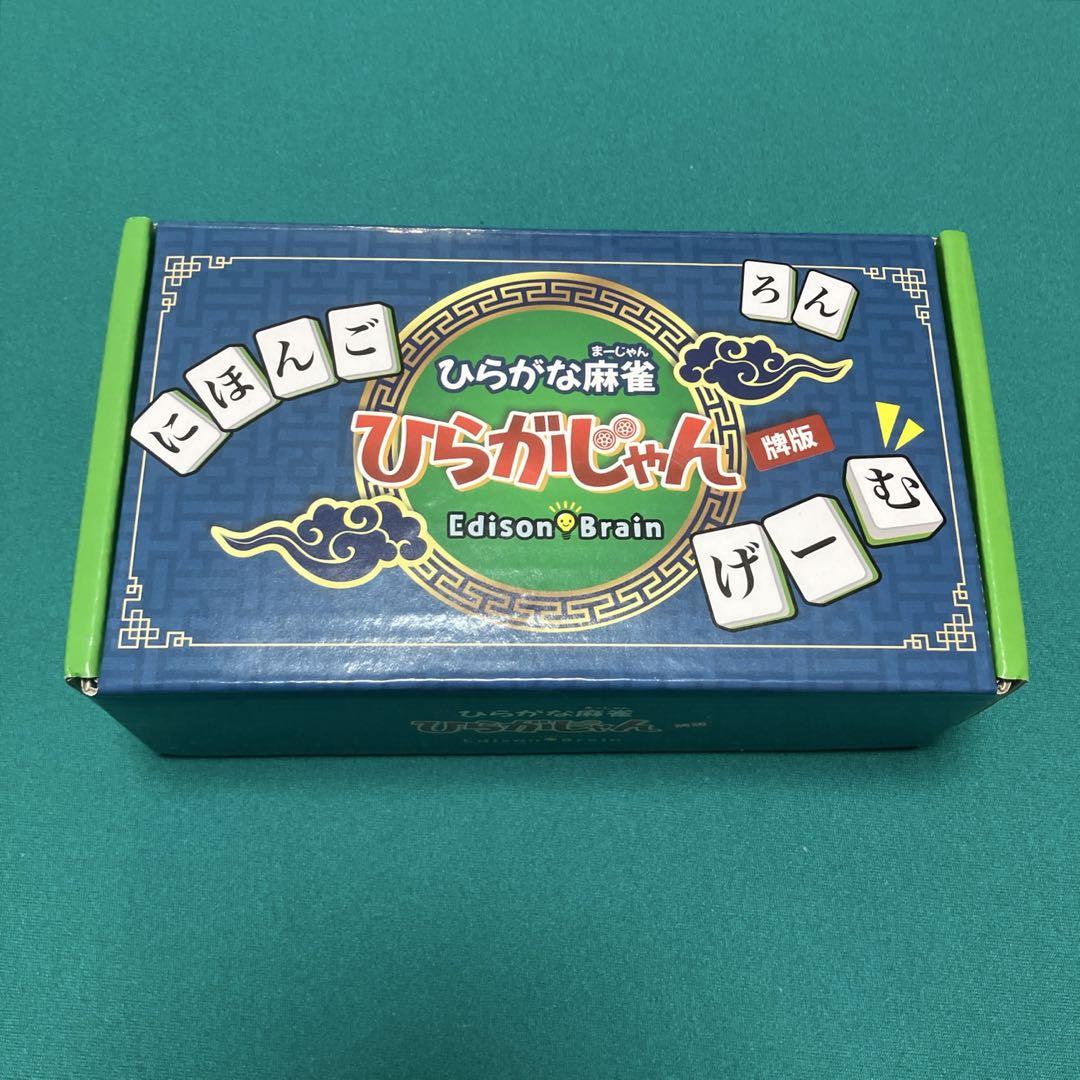 にほんご
ろん
まーじゃん
ひらがな麻雀
ひらがじゃん
牌版
Edison Brain
げーむ
ひらがな麻雀
ひらがじゃん 牌版
Edison Brain